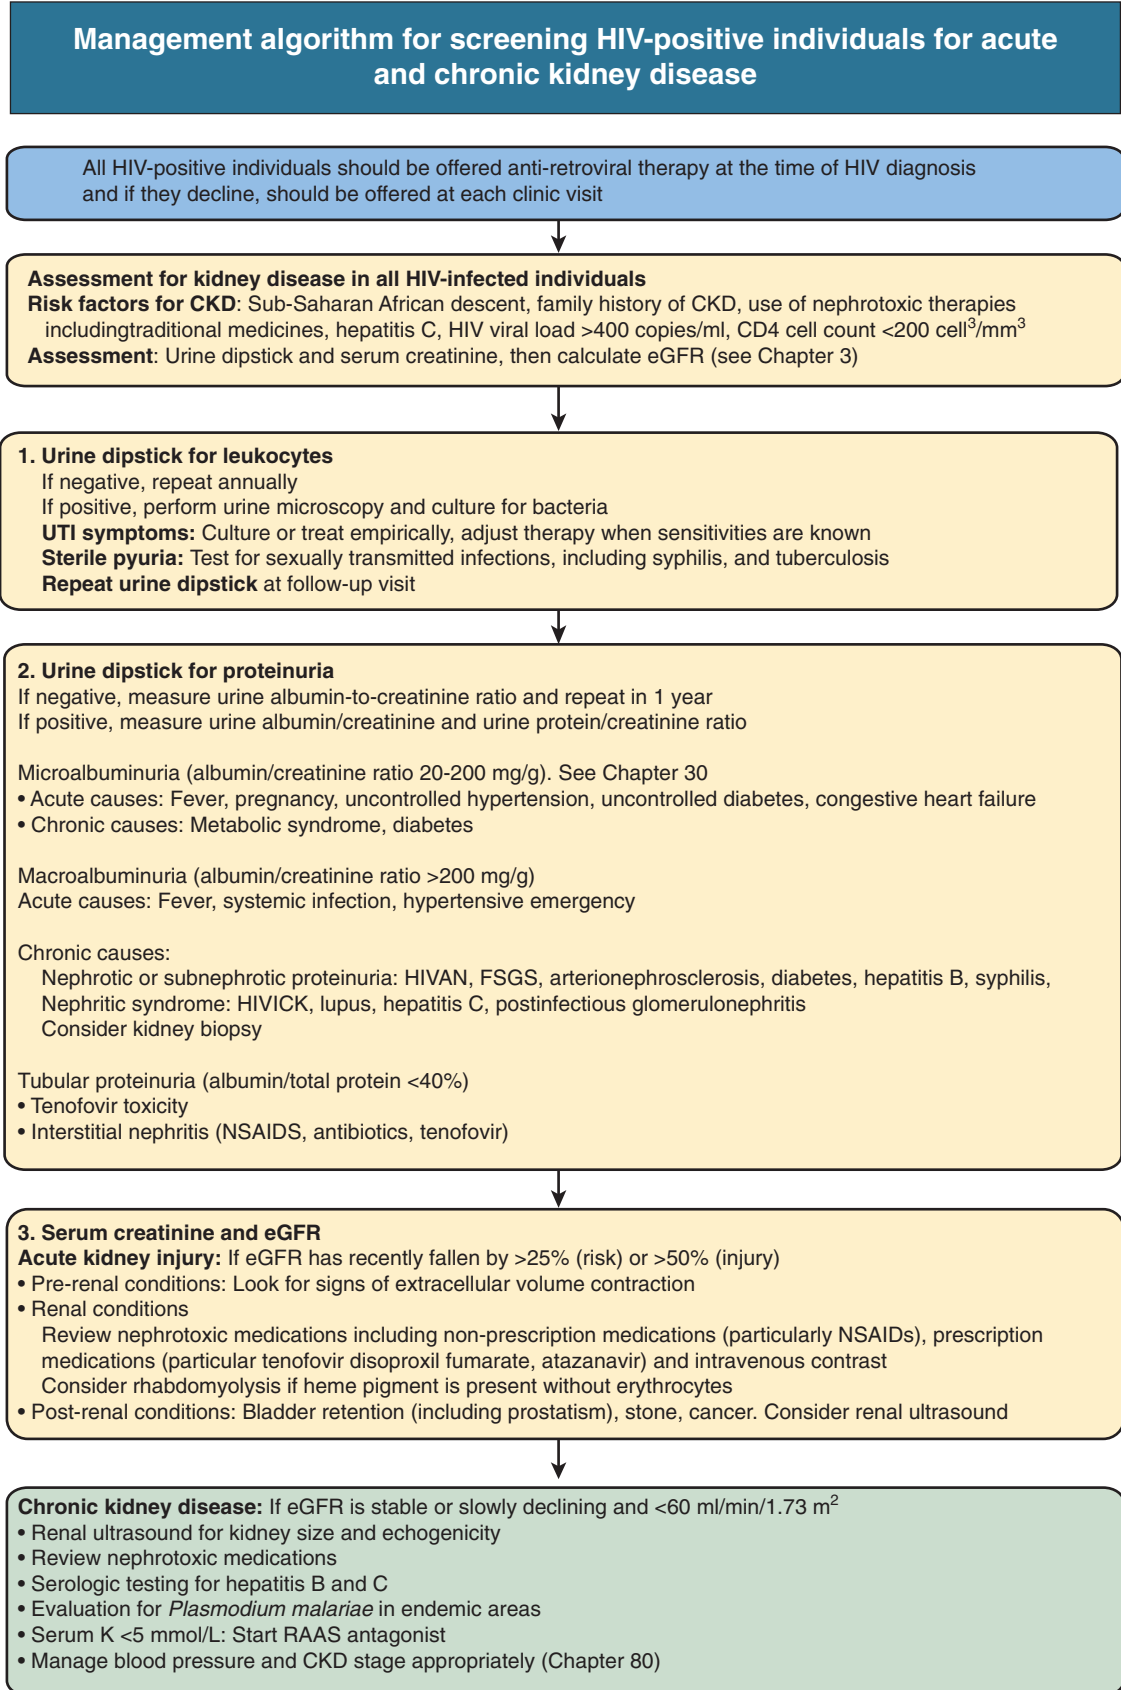 Management algorithm for screening HIV-positive individuals for acute
and chronic kidney disease
All HIV-positive individuals should be offered anti-retroviral therapy at the time of HIV diagnosis
and if they decline, should be offered at each clinic visit
Assessment for kidney disease in all HIV-infected individuals
Risk factors for CKD: Sub-Saharan African descent, family history of CKD, use of nephrotoxic therapies
includingtraditional medicines, hepatitis C, HIV viral load >400 copies/ml, CD4 cell count <200 cell³/mm³
Assessment: Urine dipstick and serum creatinine, then calculate eGFR (see Chapter 3)
1. Urine dipstick for leukocytes
If negative, repeat annually
If positive, perform urine microscopy and culture for bacteria
UTI symptoms: Culture or treat empirically, adjust therapy when sensitivities are known
Sterile pyuria: Test for sexually transmitted infections, including syphilis, and tuberculosis
Repeat urine dipstick at follow-up visit
2. Urine dipstick for proteinuria
If negative, measure urine albumin-to-creatinine ratio and repeat in 1 year
If positive, measure urine albumin/creatinine and urine protein/creatinine ratio
Microalbuminuria (albumin/creatinine ratio 20-200 mg/g). See Chapter 30
• Acute causes: Fever, pregnancy, uncontrolled hypertension, uncontrolled diabetes, congestive heart failure
• Chronic causes: Metabolic syndrome, diabetes
Macroalbuminuria (albumin/creatinine ratio >200 mg/g)
Acute causes: Fever, systemic infection, hypertensive emergency
Chronic causes:
Nephrotic or subnephrotic proteinuria: HIVAN, FSGS, arterionephrosclerosis, diabetes, hepatitis B, syphilis,
Nephritic syndrome: HIVICK, lupus, hepatitis C, postinfectious glomerulonephritis
Consider kidney biopsy
Tubular proteinuria (albumin/total protein <40%)
• Tenofovir toxicity
• Interstitial nephritis (NSAIDS, antibiotics, tenofovir)
3. Serum creatinine and eGFR
Acute kidney injury: If eGFR has recently fallen by >25% (risk) or >50% (injury)
• Pre-renal conditions: Look for signs of extracellular volume contraction
• Renal conditions
Review nephrotoxic medications including non-prescription medications (particularly NSAIDs), prescription
medications (particular tenofovir disoproxil fumarate, atazanavir) and intravenous contrast
Consider rhabdomyolysis if heme pigment is present without erythrocytes
• Post-renal conditions: Bladder retention (including prostatism), stone, cancer. Consider renal ultrasound
Chronic kidney disease: If eGFR is stable or slowly declining and <60 ml/min/1.73 m²
• Renal ultrasound for kidney size and echogenicity
• Review nephrotoxic medications
• Serologic testing for hepatitis B and C
• Evaluation for Plasmodium malariae in endemic areas
• Serum K <5 mmol/L: Start RAAS antagonist
• Manage blood pressure and CKD stage appropriately (Chapter 80)